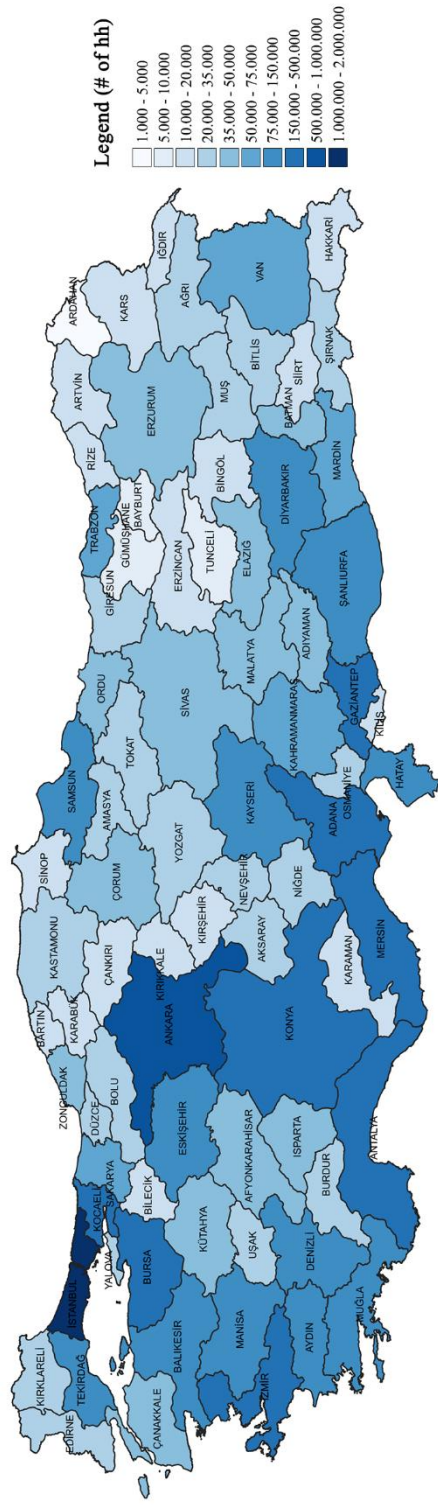 Legend (# of hh)
1.000 - 5.000
5.000 - 10.000
10.000 - 20.000
20.000 - 35.000
35.000 - 50.000
50.000 - 75.000
75.000 - 150.000
150.000 - 500.000
500.000 - 1.000.000
1.000.000 - 2.000.000
KIRKLARELİ
EDİRNE
TEKİRDAĞ
İSTANBUL
KOCAELİ
YALOVA
SAKARYA
DÜZCE
ZONGULDAK
BARTIN
KARABÜK
KASTAMONU
SİNOP
SAMSUN
ORDU
GİRESUN
TRABZON
RİZE
ARTVİN
ARDAHAN
KARS
IĞDIR
AĞRI
ERZURUM
BAYBURT
GÜMÜŞHANE
ERZİNCAN
TUNCELİ
BİNGÖL
MUŞ
BİTLİS
VAN
HAKKARİ
ŞIRNAK
SİİRT
BATMAN
MARDİN
DİYARBAKIR
ŞANLIURFA
ELAZIĞ
MALATYA
ADIYAMAN
GAZİANTEP
KİLİS
HATAY
OSMANİYE
KAHRAMANMARAŞ
ADANA
SİVAS
TOKAT
AMASYA
ÇORUM
YOZGAT
KAYSERİ
NEVŞEHİR
NİĞDE
AKSARAY
KIRŞEHİR
KIRIKKALE
ÇANKIRI
ANKARA
BOLU
BİLECİK
ESKİŞEHİR
KONYA
KARAMAN
MERSİN
ANTALYA
ISPARTA
BURDUR
AFYONKARAHİSAR
KÜTAHYA
UŞAK
DENİZLİ
MUĞLA
AYDIN
İZMİR
MANİSA
BALIKESİR
BURSA
ÇANAKKALE